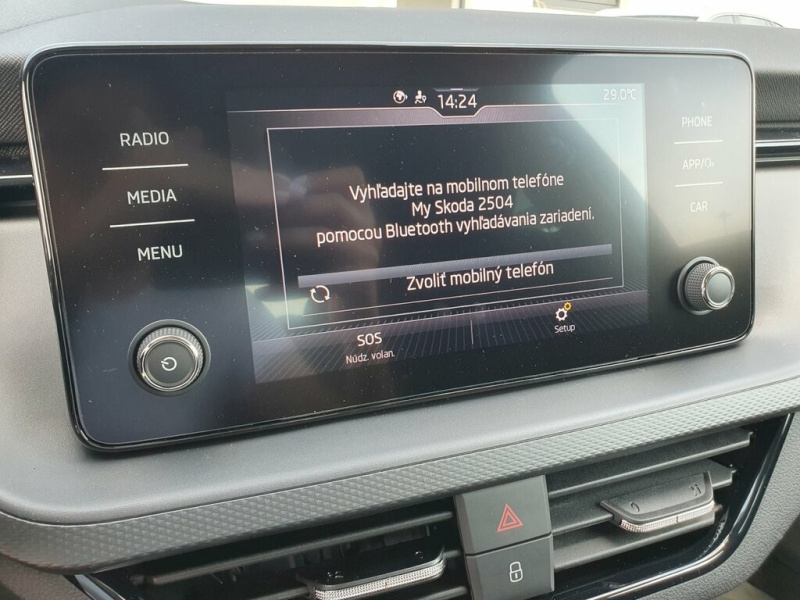 14:24
29.0°C
RADIO
MEDIA
MENU
Vyhľadajte na mobilnom telefóne
My Skoda 2504
pomocou Bluetooth vyhľadávania zariadení.
Zvoliť mobilný telefón
SOS
Núdz. volan.
Setup
PHONE
APP/
CAR